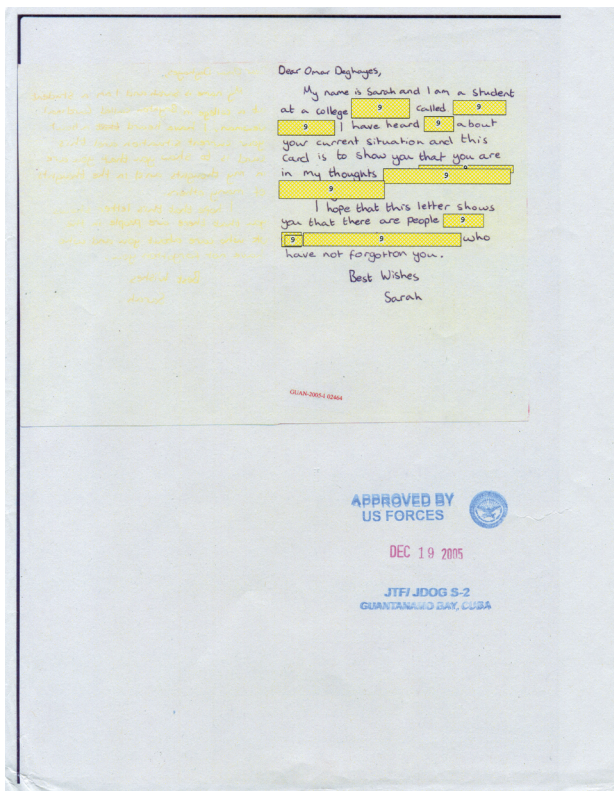 Dear Omar Deghayes,
My name is Sarah and I am a student
at a college 9 called 9
9 I have heard 9 about
your current situation and this
card is to show you that you are
in my thoughts 9
9
I hope that this letter shows
you that there are people 9
9 9 who
have not forgotton you.
Best Wishes
Sarah
GUAN-2005-L02464
APPROVED BY
US FORCES
DEC 19 2005
JTF/ JDOG S-2
GUANTANAMO BAY, CUBA